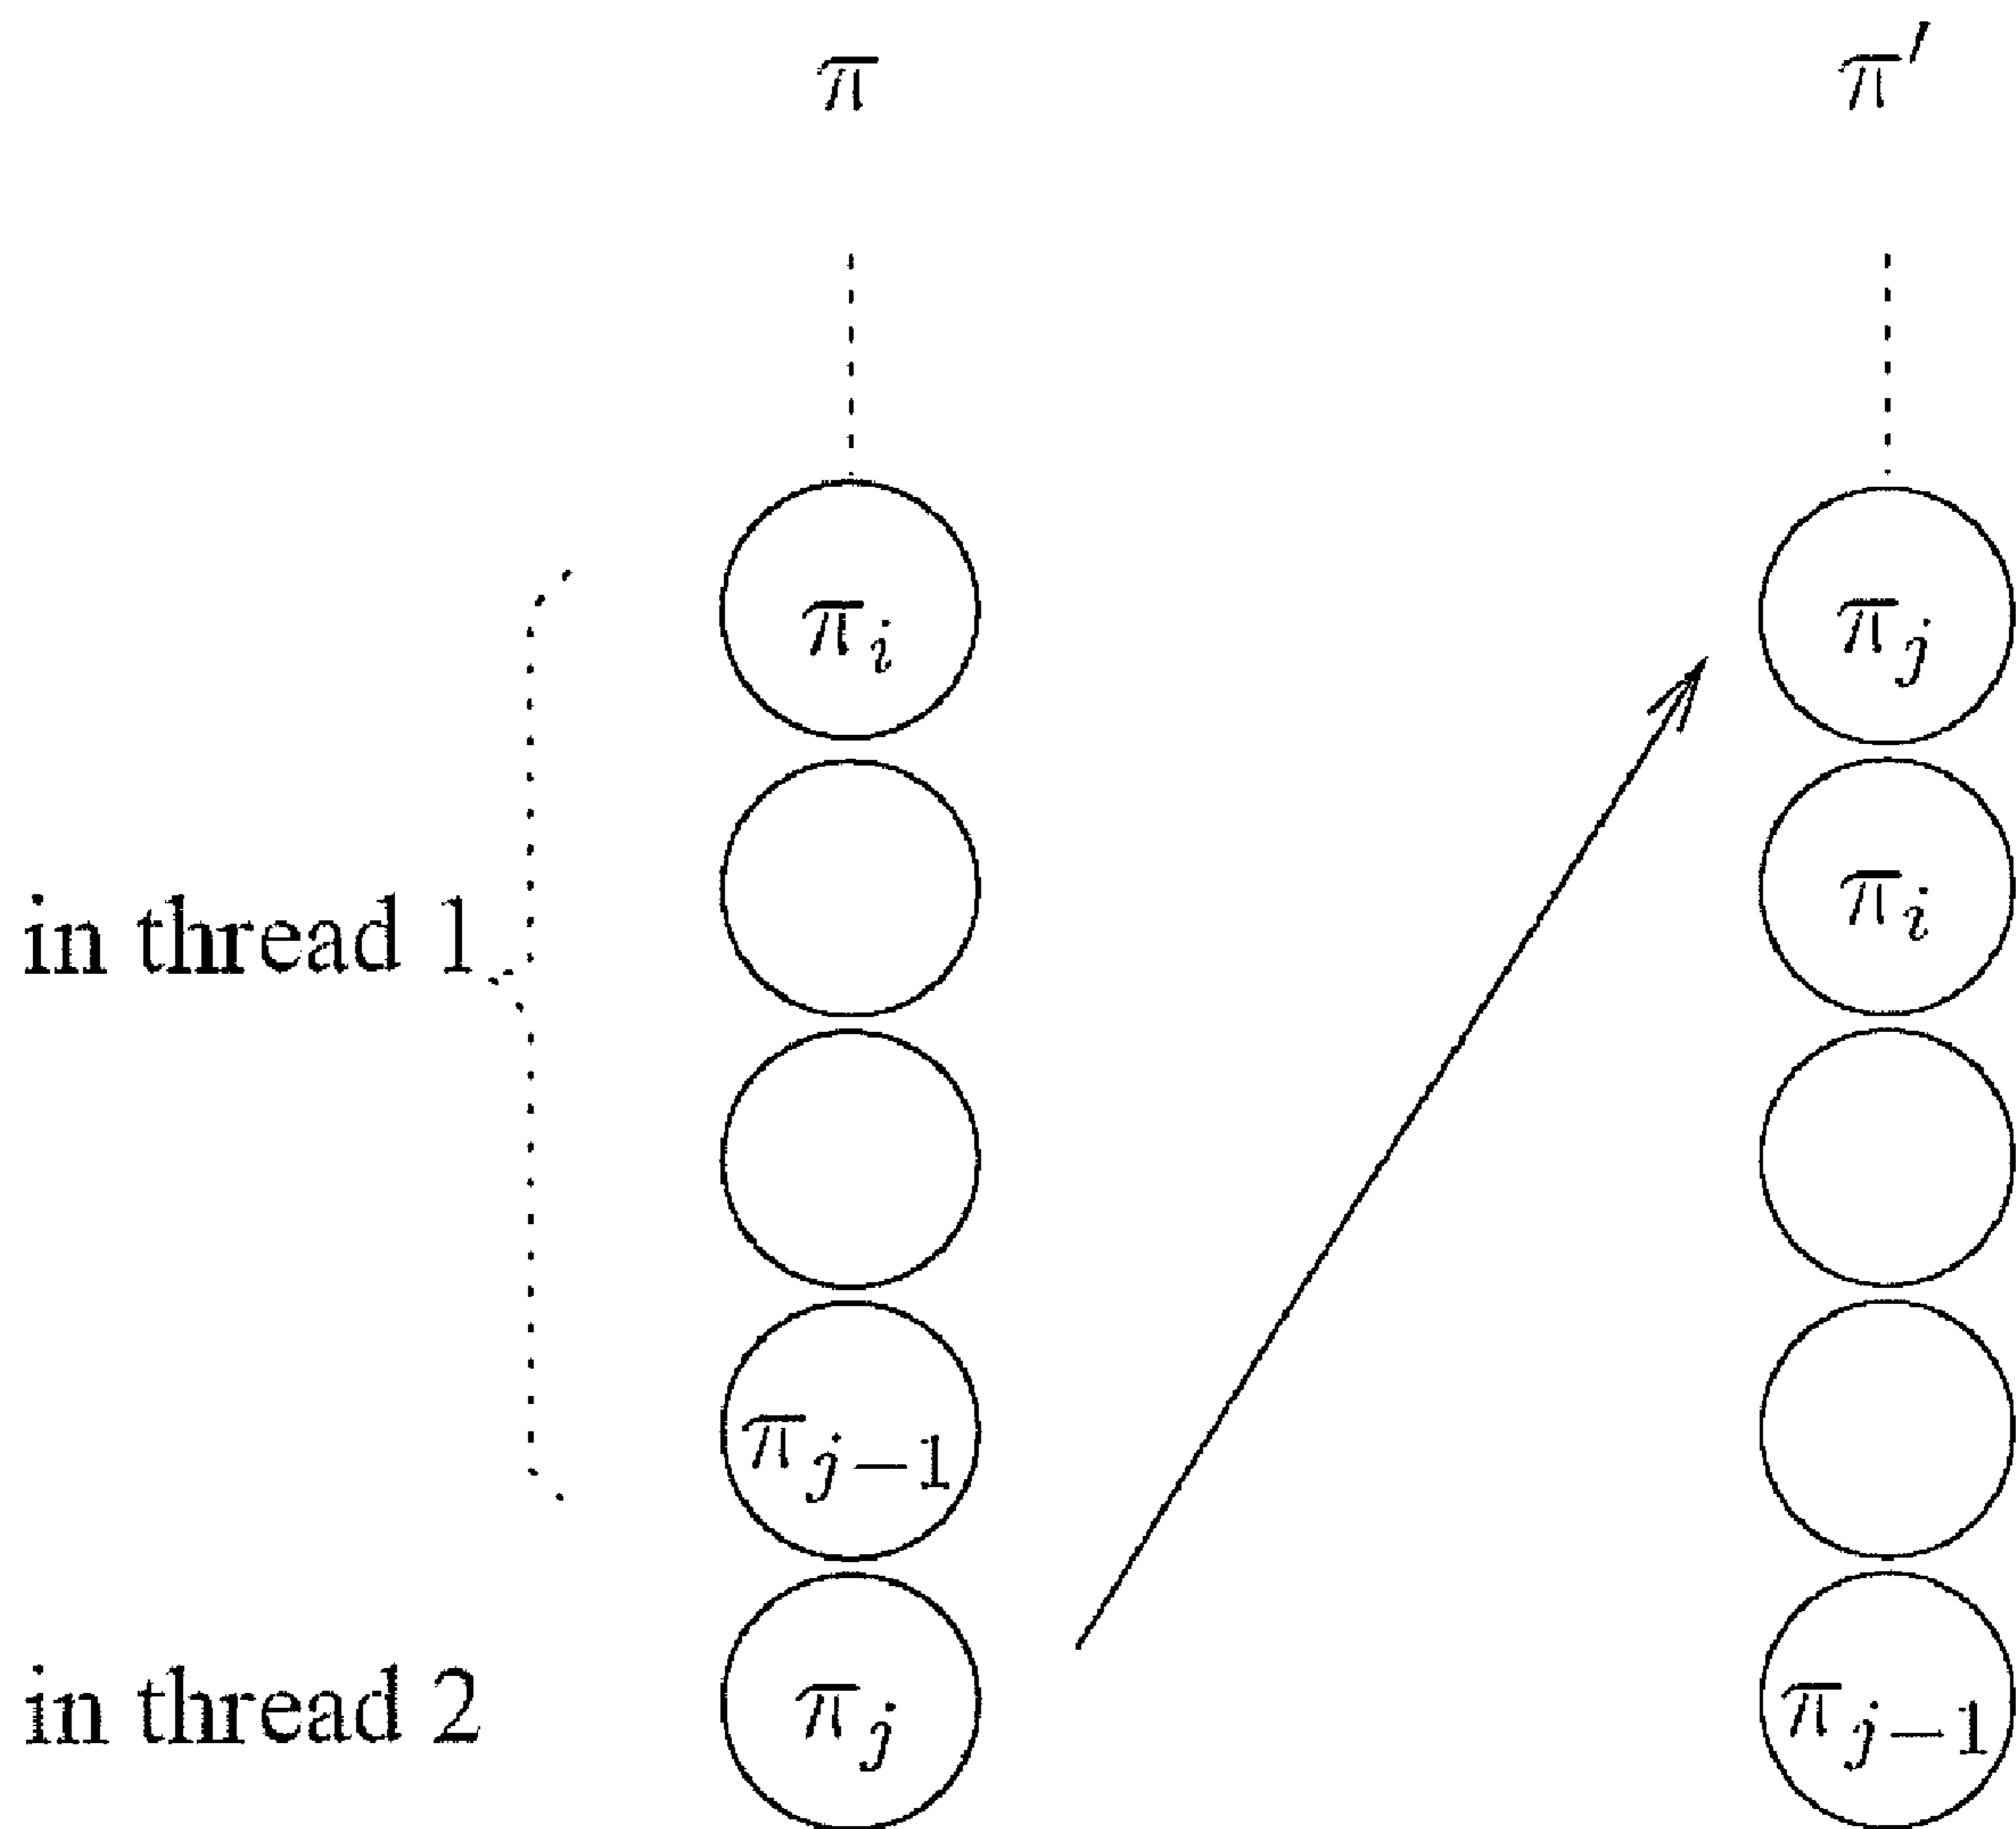 π π′
π_i π_j
π_i
in thread 1
π_{j−1}
in thread 2 π_j π_{j−1}